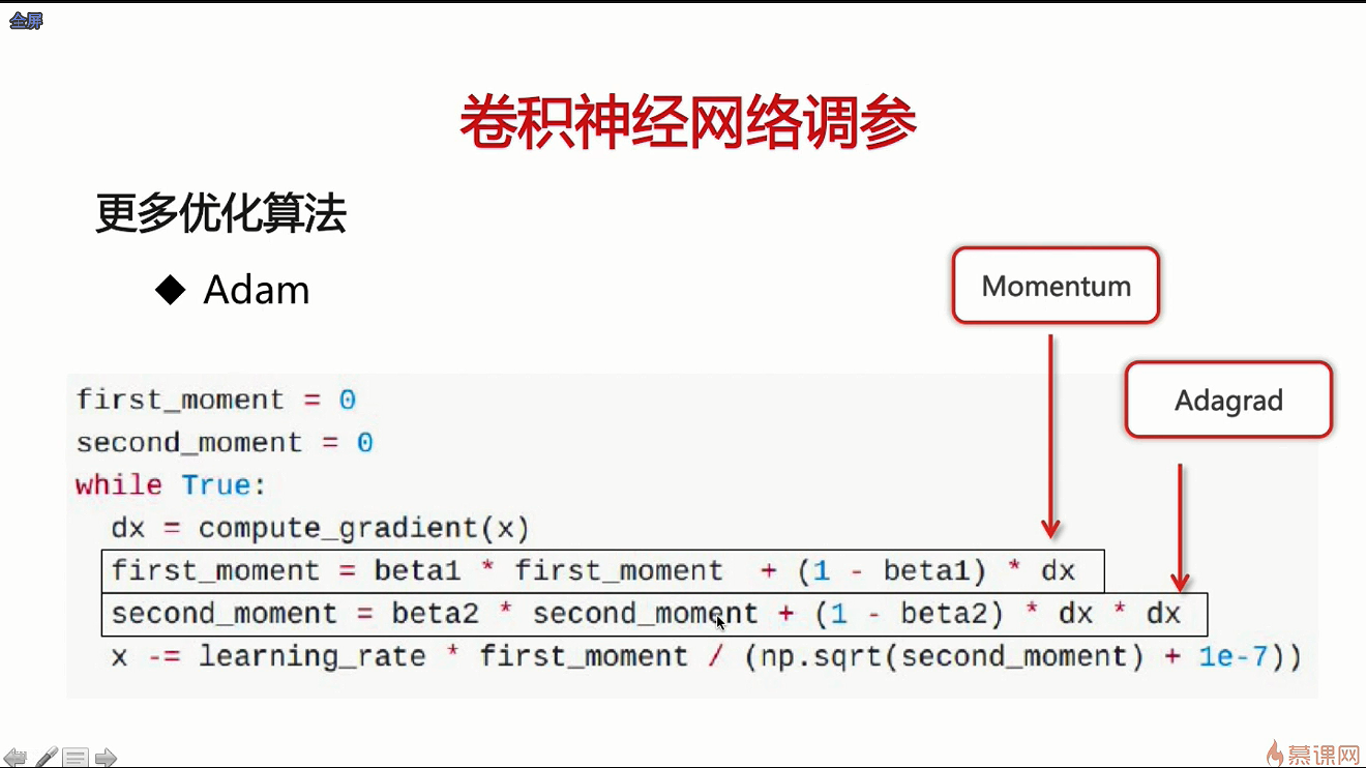 全屏
卷积神经网络调参
更多优化算法
◆ Adam
Momentum
Adagrad
first_moment = 0
second_moment = 0
while True:
dx = compute_gradient(x)
first_moment = beta1 * first_moment + (1 - beta1) * dx
second_moment = beta2 * second_moment + (1 - beta2) * dx * dx
x -= learning_rate * first_moment / (np.sqrt(second_moment) + 1e-7))
慕课网